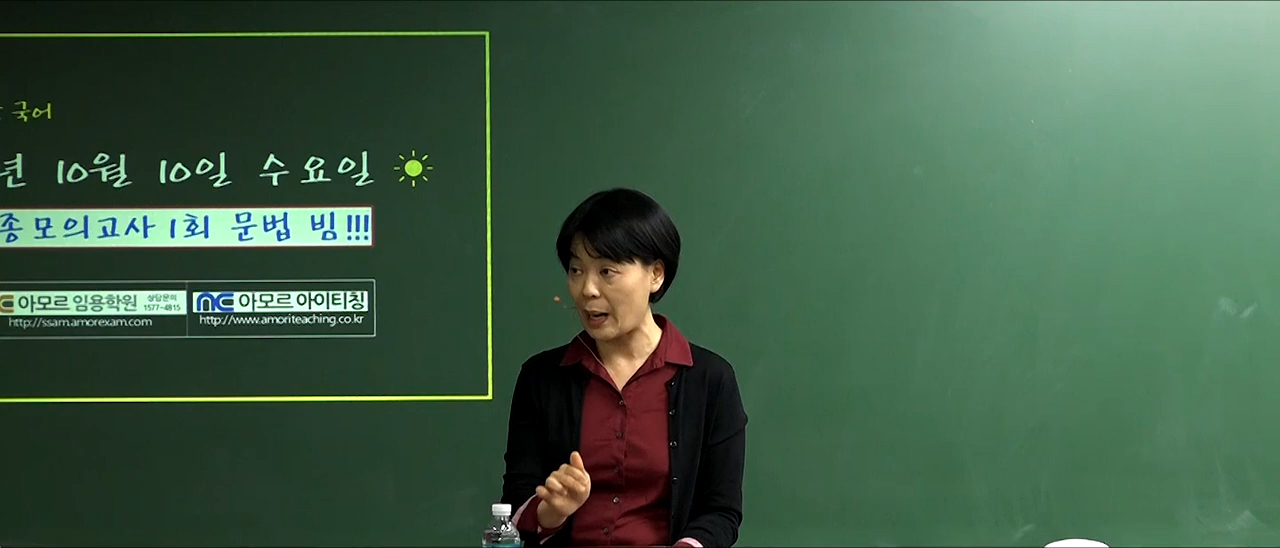 국어
년 10월 10일 수요일
종모의고사 1회 문법 빔!!!
아모르 임용학원 상담문의 1577-4815
http://ssam.amorexam.com
아모르 아이티칭
http://www.amoriteaching.co.kr